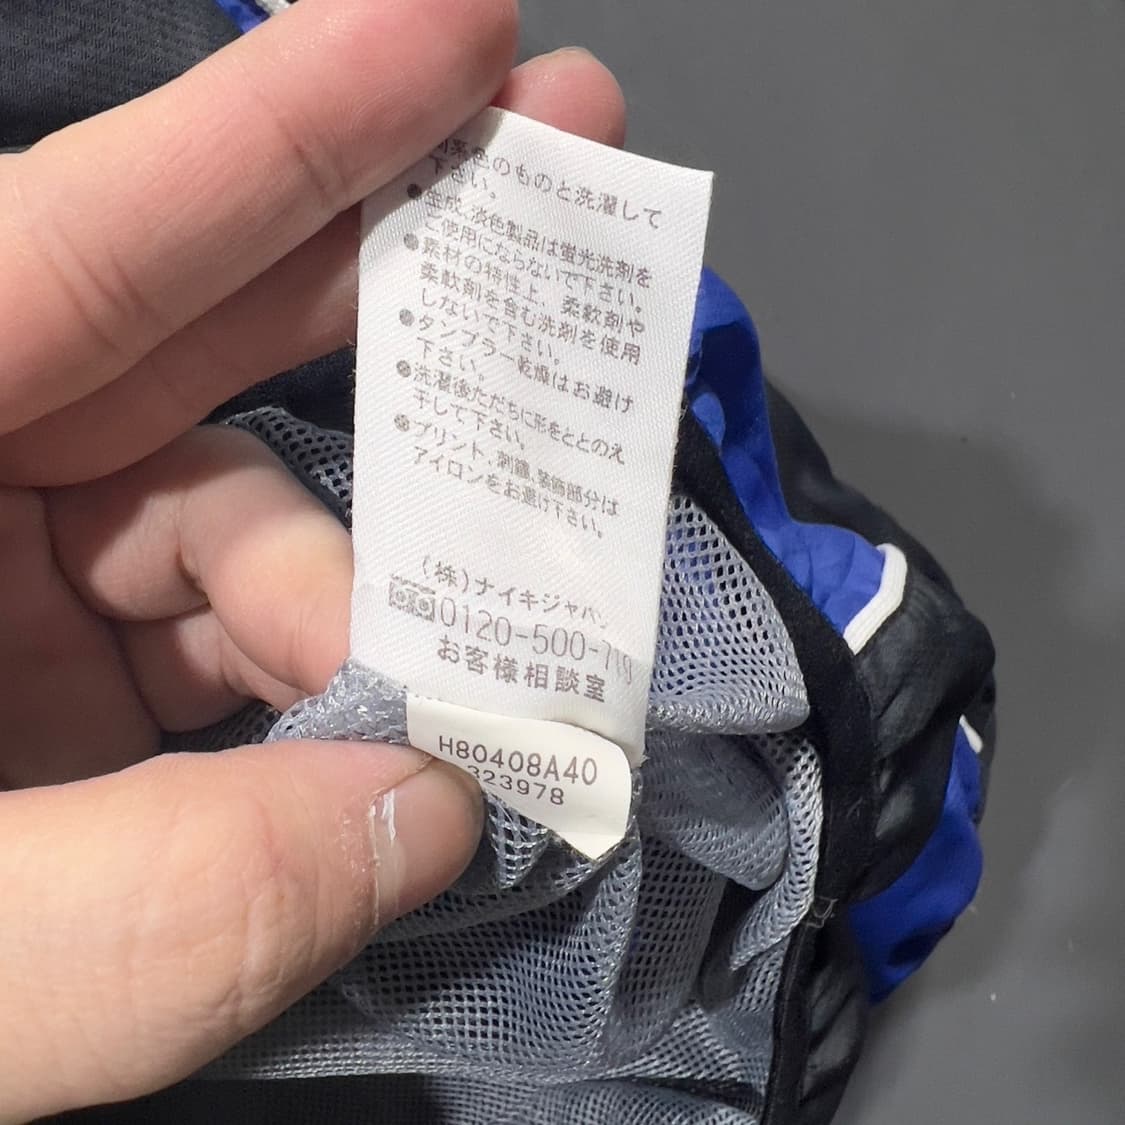 同系色のものと洗濯して
下さい。
●生成、淡色製品は蛍光洗剤を
ご使用にならないで下さい。
●素材の特性上、柔軟剤や
柔軟剤を含む洗剤を使用
しないで下さい。
●タンブラー乾燥はお避け
下さい。
●洗濯後ただちに形をととのえ
干して下さい。
●プリント、刺繍、装飾部分は
アイロンをお避け下さい。
(株)ナイキジャパン
0120-500-
お客様相談室
H80408A40
323978